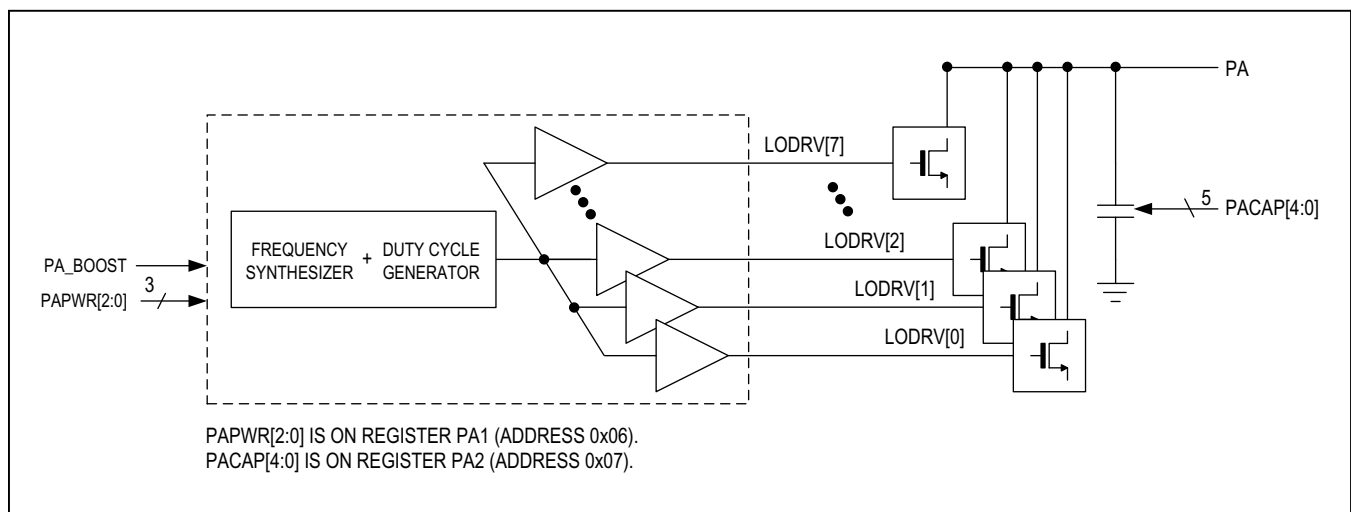 PA
LODRV[7]
5
PACAP[4:0]
LODRV[2]
FREQUENCY
SYNTHESIZER
+
DUTY CYCLE
GENERATOR
PA_BOOST
3
PAPWR[2:0]
LODRV[1]
LODRV[0]
PAPWR[2:0] IS ON REGISTER PA1 (ADDRESS 0x06).
PACAP[4:0] IS ON REGISTER PA2 (ADDRESS 0x07).